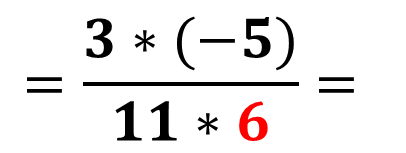 = 3 * (−5) / 11 * 6 =